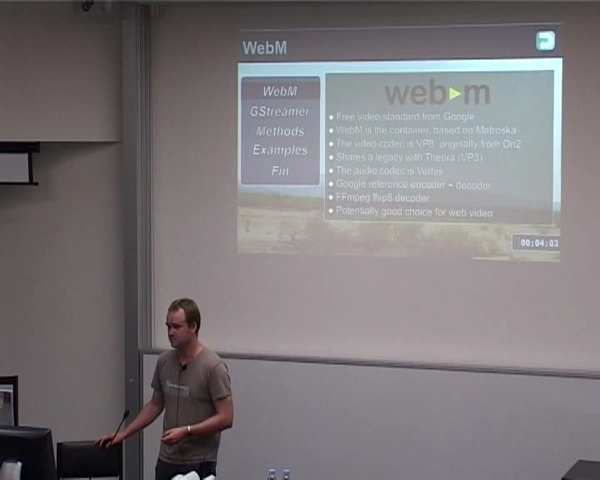 WebM
WebM
GStreamer
Methods
Examples
Fin
web▶m
● Free video standard from Google
● WebM is the container, based on Matroska
● The video codec is VP8, originally from On2
● Shares a legacy with Theora (VP3)
● The audio codec is Vorbis
● Google reference encoder + decoder
● FFmpeg ffvp8 decoder
● Potentially good choice for web video
00:04:03